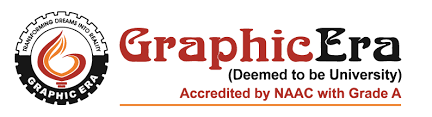 TRANSFORMING DREAMS INTO REALITY
GRAPHIC ERA
GraphicEra
(Deemed to be University)
Accredited by NAAC with Grade A